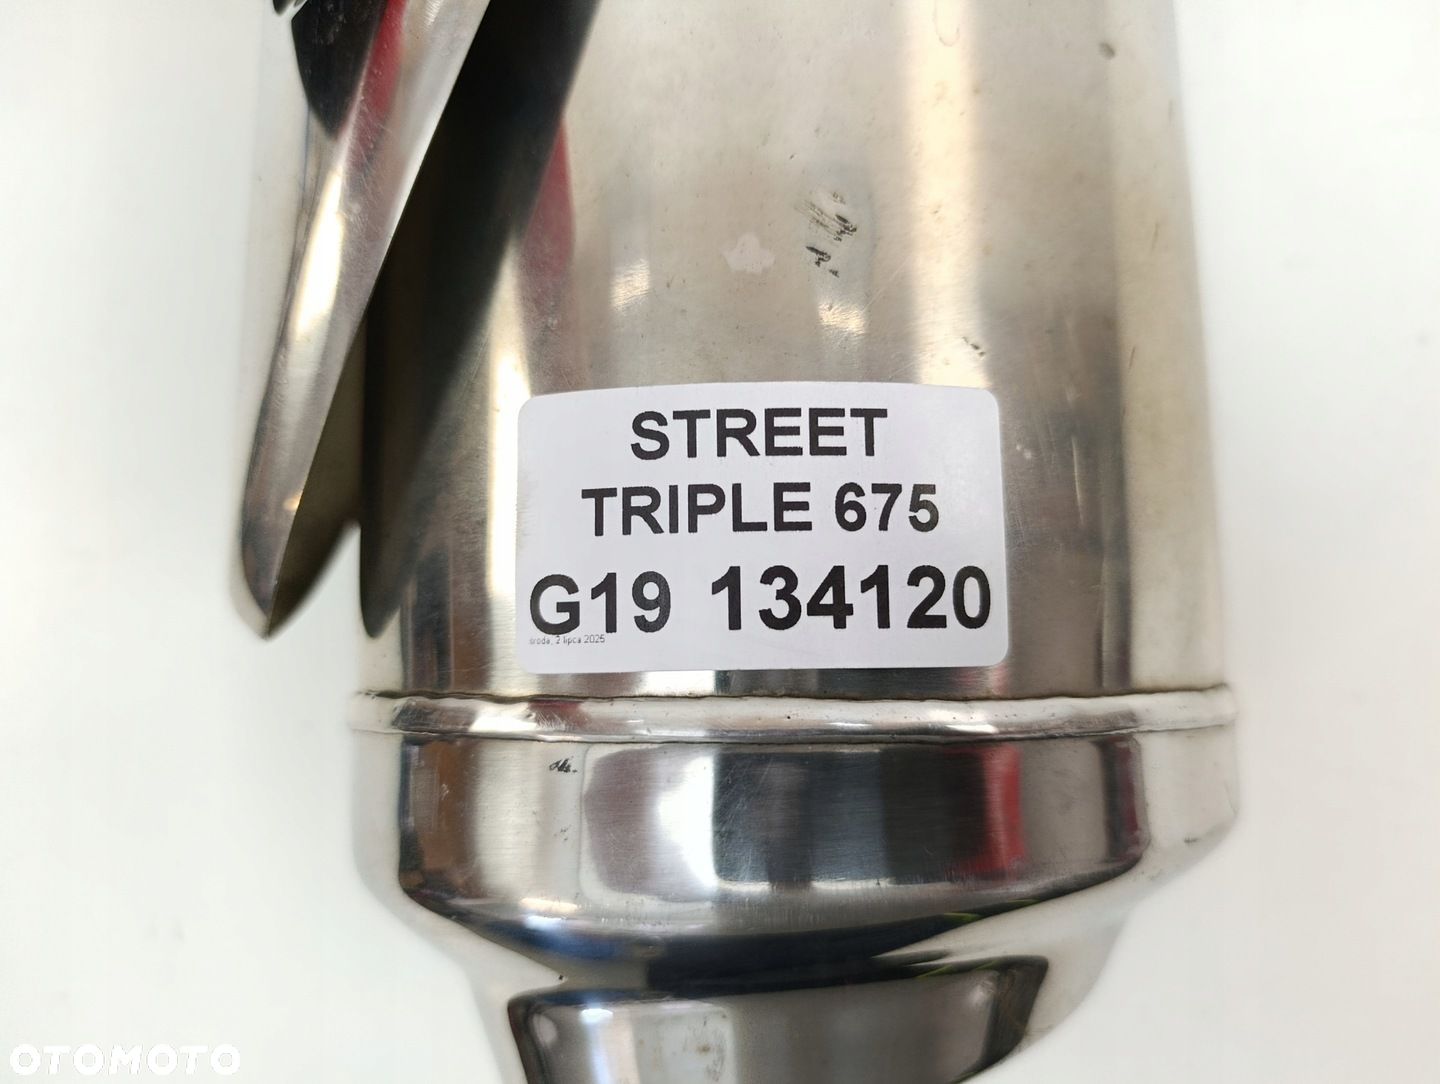 STREET
TRIPLE 675
G19 134120
środa, 2 lipca 2025
OTOMOTO